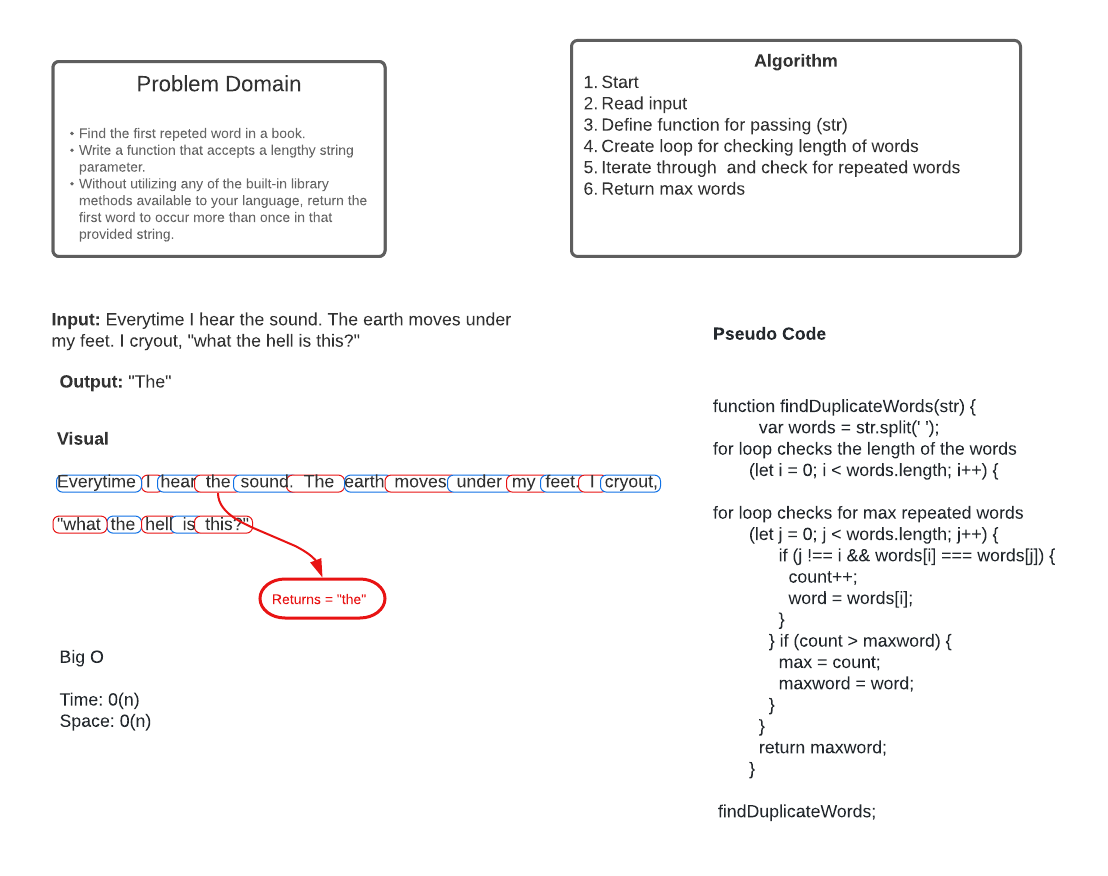 Problem Domain
• Find the first repeted word in a book.
• Write a function that accepts a lengthy string
parameter.
• Without utilizing any of the built-in library
methods available to your language, return the
first word to occur more than once in that
provided string.
Algorithm
1. Start
2. Read input
3. Define function for passing (str)
4. Create loop for checking length of words
5. Iterate through  and check for repeated words
6. Return max words
Input: Everytime I hear the sound. The earth moves under
my feet. I cryout, "what the hell is this?"
Output: "The"
Visual
Everytime I hear the sound. The earth moves under my feet. I cryout,
"what the hell is this?"
Returns = "the"
Big O
Time: 0(n)
Space: 0(n)
Pseudo Code
function findDuplicateWords(str) {
var words = str.split(' ');
for loop checks the length of the words
(let i = 0; i < words.length; i++) {
for loop checks for max repeated words
(let j = 0; j < words.length; j++) {
if (j !== i && words[i] === words[j]) {
count++;
word = words[i];
}
} if (count > maxword) {
max = count;
maxword = word;
}
}
return maxword;
}
findDuplicateWords;